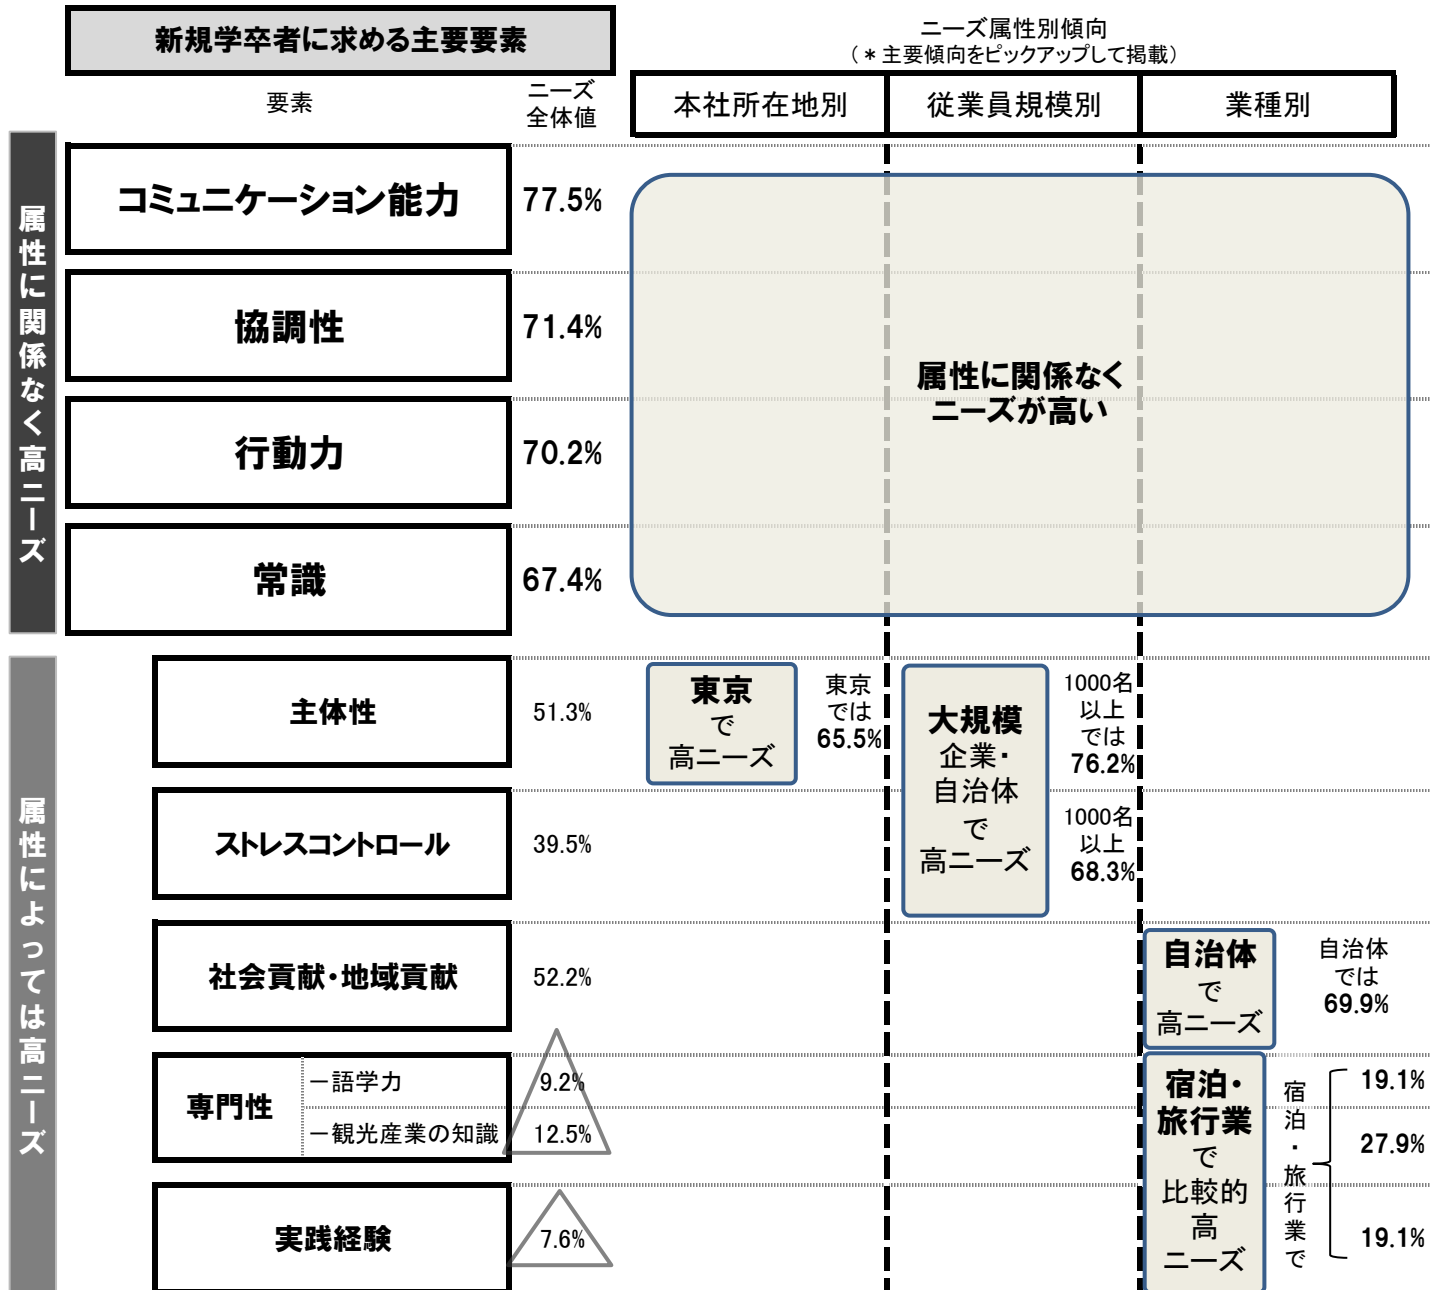 新規学卒者に求める主要要素
ニーズ属性別傾向
(*主要傾向をピックアップして掲載)
要素
ニーズ
全体値
本社所在地別
従業員規模別
業種別
属性に関係なく高ニーズ
コミュニケーション能力
77.5%
協調性
71.4%
行動力
70.2%
常識
67.4%
属性に関係なく
ニーズが高い
属性によっては高ニーズ
主体性
51.3%
東京
で
高ニーズ
東京
では
65.5%
大規模
企業・
自治体
で
高ニーズ
1000名
以上
では
76.2%
ストレスコントロール
39.5%
1000名
以上
68.3%
社会貢献・地域貢献
52.2%
自治体
で
高ニーズ
自治体
では
69.9%
専門性
-語学力
9.2%
-観光産業の知識
12.5%
宿泊・
旅行業
で
比較的
高
ニーズ
宿泊・旅行業で
19.1%
27.9%
19.1%
実践経験
7.6%